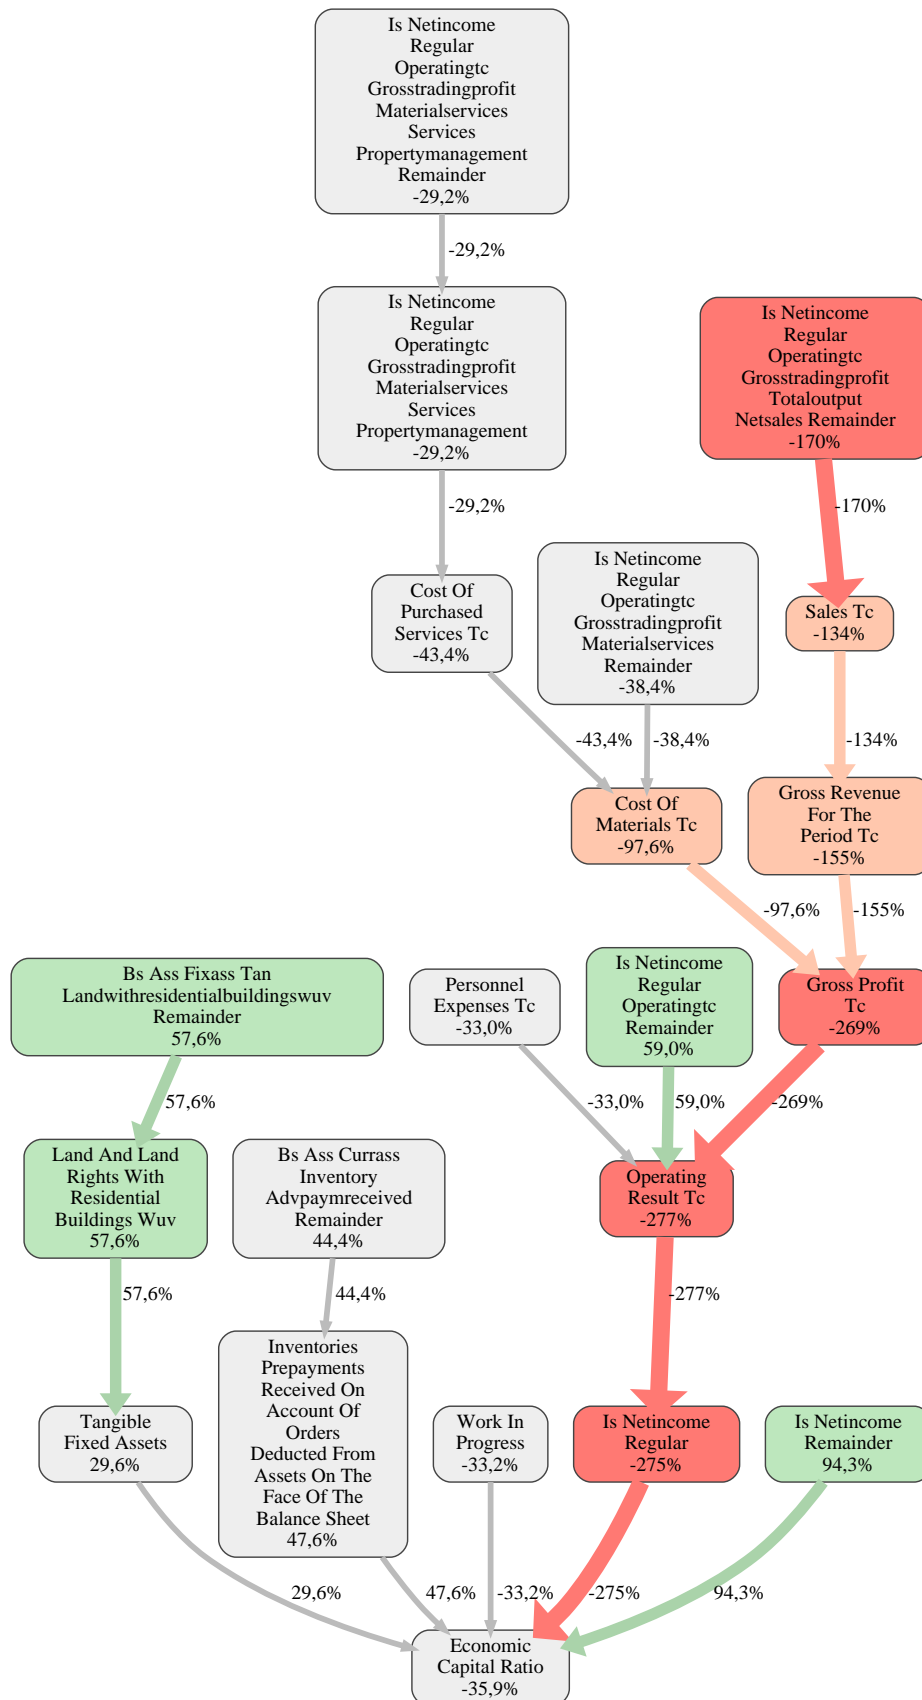 Is Netincome
Regular
Operatingtc
Grosstradingprofit
Materialservices
Services
Propertymanagement
Remainder
-29,2%
-29,2%
Is Netincome
Regular
Operatingtc
Grosstradingprofit
Materialservices
Services
Propertymanagement
-29,2%
Is Netincome
Regular
Operatingtc
Grosstradingprofit
Totaloutput
Netsales Remainder
-170%
-29,2%
-170%
Cost Of
Purchased
Services Tc
-43,4%
Is Netincome
Regular
Operatingtc
Grosstradingprofit
Materialservices
Remainder
-38,4%
Sales Tc
-134%
-43,4%
-38,4%
-134%
Cost Of
Materials Tc
-97,6%
Gross Revenue
For The
Period Tc
-155%
-97,6%
-155%
Bs Ass Fixass Tan
Landwithresidentialbuildingswuv
Remainder
57,6%
Personnel
Expenses Tc
-33,0%
Is Netincome
Regular
Operatingtc
Remainder
59,0%
Gross Profit
Tc
-269%
57,6%
-33,0%
59,0%
-269%
Land And Land
Rights With
Residential
Buildings Wuv
57,6%
Bs Ass Currass
Inventory
Advpaymreceived
Remainder
44,4%
Operating
Result Tc
-277%
57,6%
44,4%
-277%
Tangible
Fixed Assets
29,6%
Inventories
Prepayments
Received On
Account Of
Orders
Deducted From
Assets On The
Face Of The
Balance Sheet
47,6%
Work In
Progress
-33,2%
Is Netincome
Regular
-275%
Is Netincome
Remainder
94,3%
29,6%
47,6%
-33,2%
-275%
94,3%
Economic
Capital Ratio
-35,9%